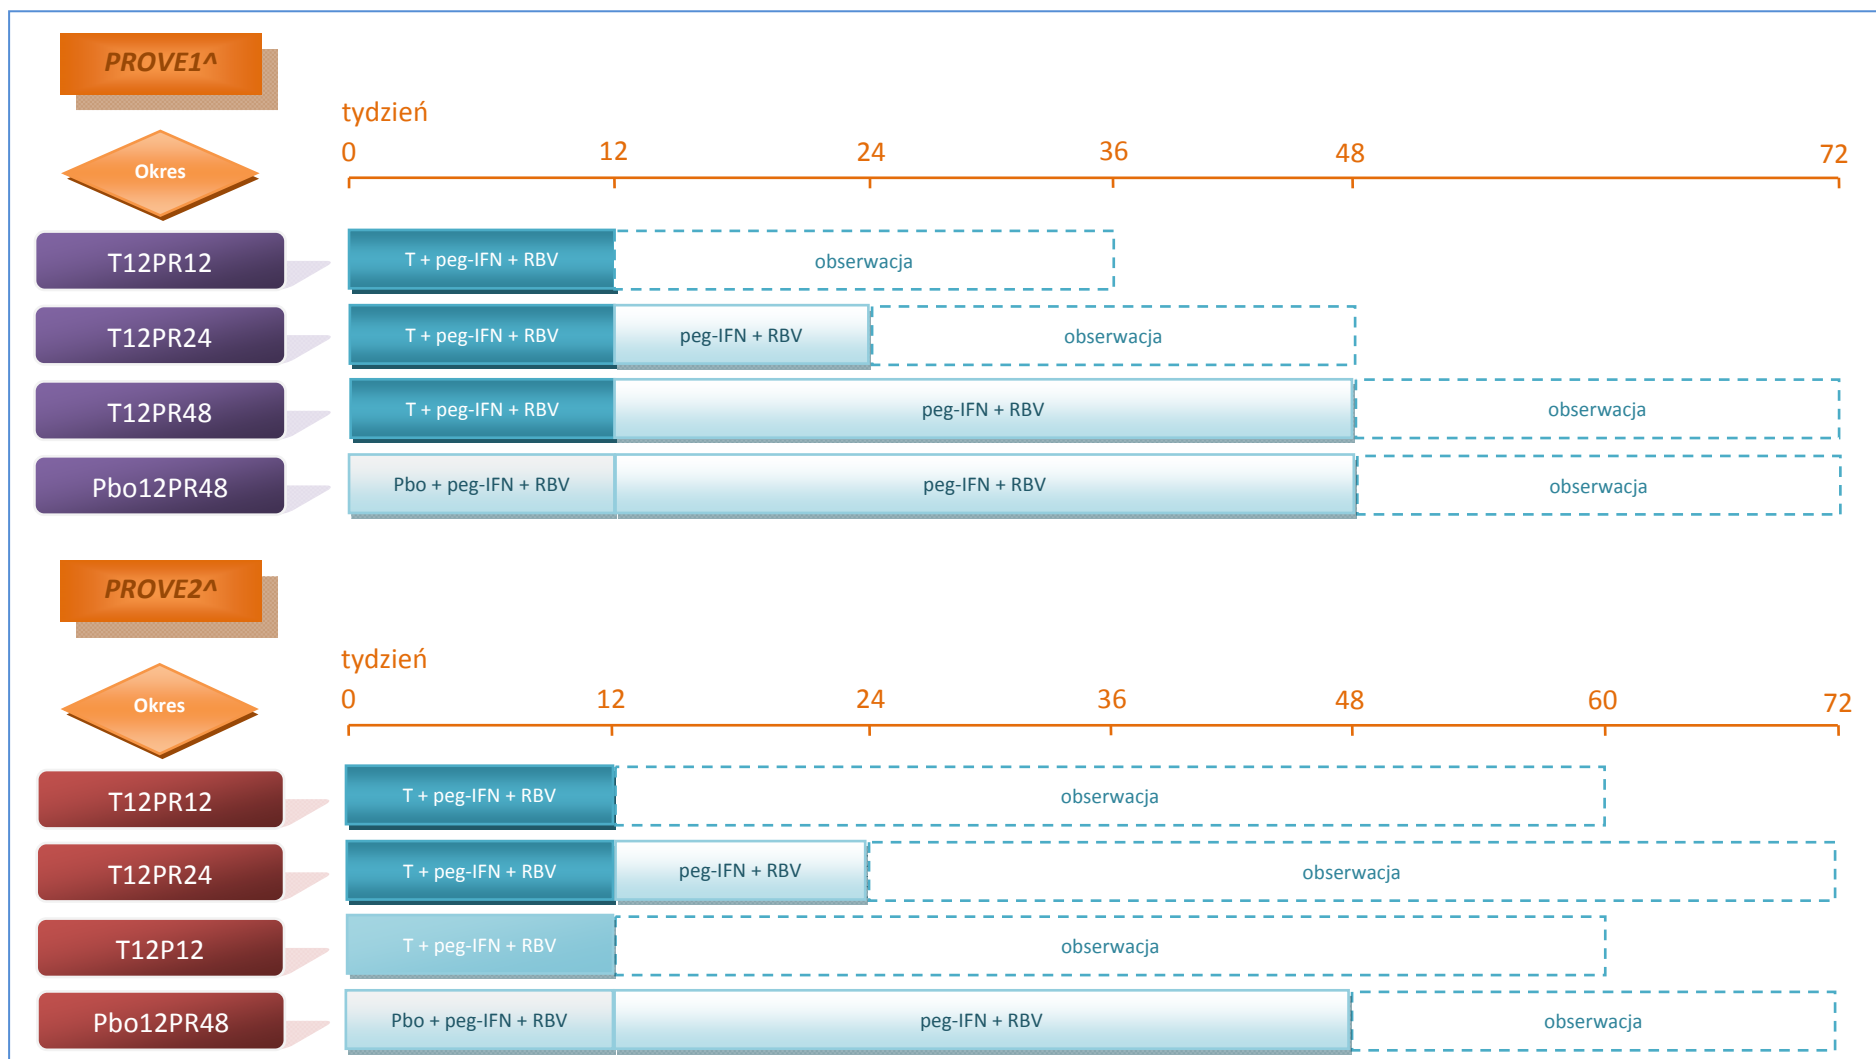 PROVE1^
tydzień
Okres
0 12 24 36 48 72
T12PR12 T + peg-IFN + RBV obserwacja
T12PR24 T + peg-IFN + RBV peg-IFN + RBV obserwacja
T12PR48 T + peg-IFN + RBV peg-IFN + RBV obserwacja
Pbo12PR48 Pbo + peg-IFN + RBV peg-IFN + RBV obserwacja
PROVE2^
tydzień
Okres
0 12 24 36 48 60 72
T12PR12 T + peg-IFN + RBV obserwacja
T12PR24 T + peg-IFN + RBV peg-IFN + RBV obserwacja
T12P12 T + peg-IFN + RBV obserwacja
Pbo12PR48 Pbo + peg-IFN + RBV peg-IFN + RBV obserwacja